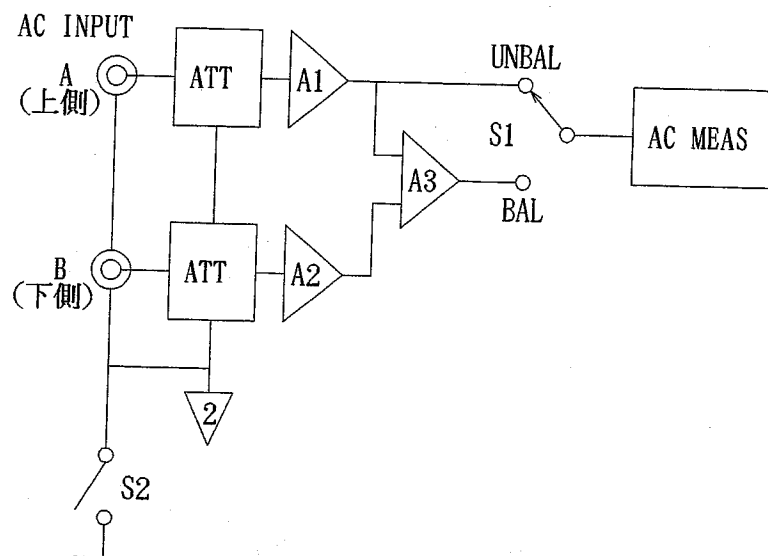 AC INPUT
A
(上側)
ATT
A1
UNBAL
S1
AC MEAS
A3
BAL
B
(下側)
ATT
A2
2
S2